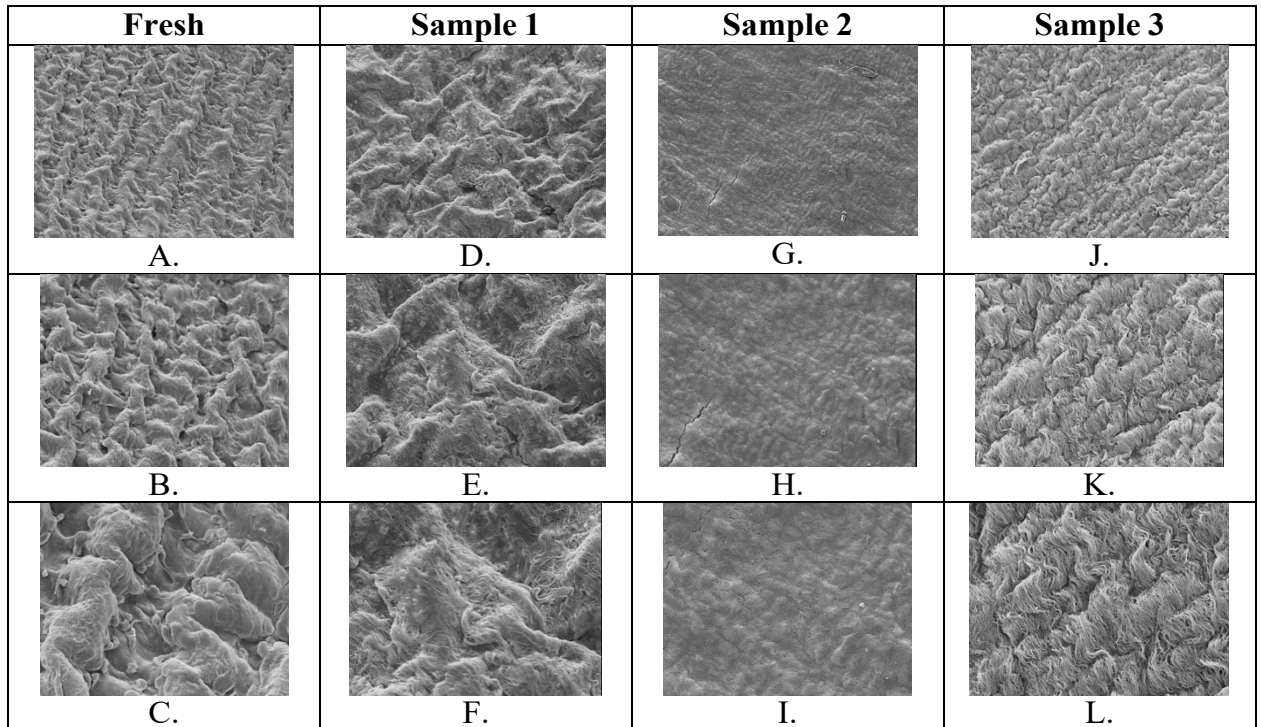 Fresh Sample 1 Sample 2 Sample 3
A. D. G. J.
B. E. H. K.
C. F. I. L.